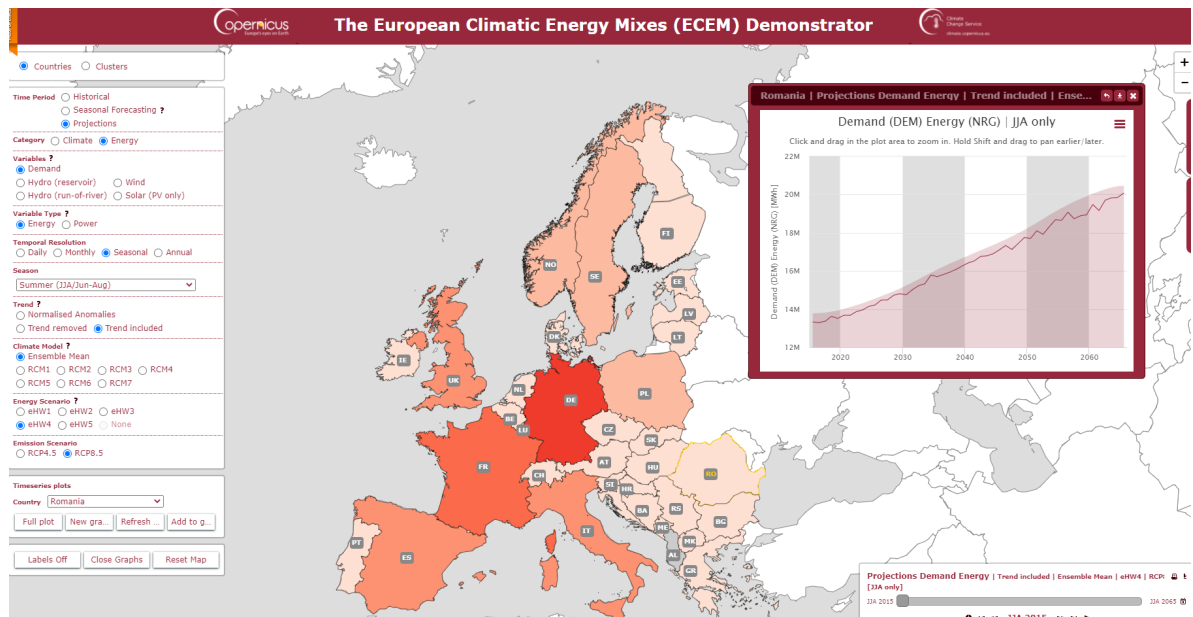 opernicus
Europe's eyes on Earth
The European Climatic Energy Mixes (ECEM) Demonstrator
Climate
Change Service
climate.copernicus.eu
Countries Clusters
Time Period Historical
Seasonal Forecasting ?
Projections
Category Climate Energy
Variables ?
Demand
Hydro (reservoir) Wind
Hydro (run-of-river) Solar (PV only)
Variable Type ?
Energy Power
Temporal Resolution
Daily Monthly Seasonal Annual
Season
Summer (JJA/Jun-Aug)
Trend ?
Normalised Anomalies
Trend removed Trend included
Climate Model ?
Ensemble Mean
RCM1 RCM2 RCM3 RCM4
RCM5 RCM6 RCM7
Energy Scenario ?
eHW1 eHW2 eHW3
eHW4 eHW5 None
Emission Scenario
RCP4.5 RCP8.5
Timeseries plots
Country Romania
Full plot New gra... Refresh ... Add to g...
Labels Off Close Graphs Reset Map
+
−
Romania | Projections Demand Energy | Trend included | Ense...
Demand (DEM) Energy (NRG) | JJA only
Click and drag in the plot area to zoom in. Hold Shift and drag to pan earlier/later.
Demand (DEM) Energy (NRG) [MWh]
22M
20M
18M
16M
14M
12M
2020 2030 2040 2050 2060
FI
NO
SE
EE
LV
LT
DK
IE
UK
NL
DE
PL
BE
LU
CZ
SK
FR
CH
AT
HU
RO
SI
HR
BA
RS
BG
ME
MK
AL
GR
IT
PT
ES
Projections Demand Energy | Trend included | Ensemble Mean | eHW4 | RCP
[JJA only]
JJA 2015 JJA 2065
JJA 2015